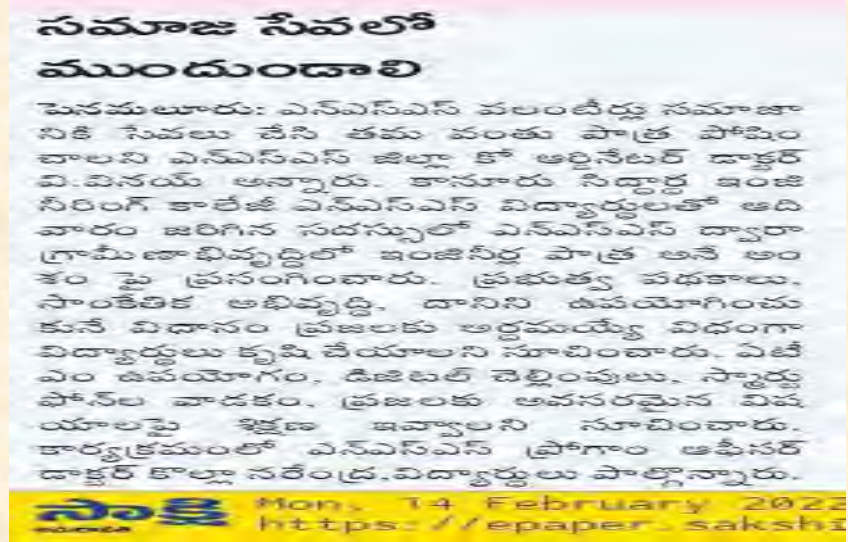 సమాజ సేవలో
ముందుండాలి
పెనమలూరు: ఎన్ఎస్ఎస్ వలంటీర్లు సమాజా
నికి సేవలు చేసి తమ వంతు పాత్ర పోషిం
చాలని ఎన్ఎస్ఎస్ జిల్లా కో ఆర్డినేటర్ డాక్టర్
వి.వినయ్ అన్నారు. కానూరు సిద్ధార్థ ఇంజి
నీరింగ్ కాలేజీ ఎన్ఎస్ఎస్ విద్యార్థులతో ఆది
వారం జరిగిన సదస్సులో ఎన్ఎస్ఎస్ ద్వారా
గ్రామీణాభివృద్ధిలో ఇంజినీర్ల పాత్ర అనే అం
శం పై ప్రసంగించారు. ప్రభుత్వ పథకాలు,
సాంకేతిక అభివృద్ధి, దానిని ఉపయోగించు
కునే విధానం ప్రజలకు అర్థమయ్యే విధంగా
విద్యార్థులు కృషి చేయాలని సూచించారు. ఏటీ
ఎం ఉపయోగం, డిజిటల్ చెల్లింపులు, స్మార్టు
ఫోన్‌ల వాడకం, ప్రజలకు అవసరమైన విష
యాలపై శిక్షణ ఇవ్వాలని సూచించారు.
కార్యక్రమంలో ఎన్ఎస్ఎస్ ప్రోగాం ఆఫీసర్
డాక్టర్ కొల్లా నరేంద్ర,విద్యార్థులు పాల్గొన్నారు.
సాక్షి Mon, 14 February 2022
https://epaper.sakshi